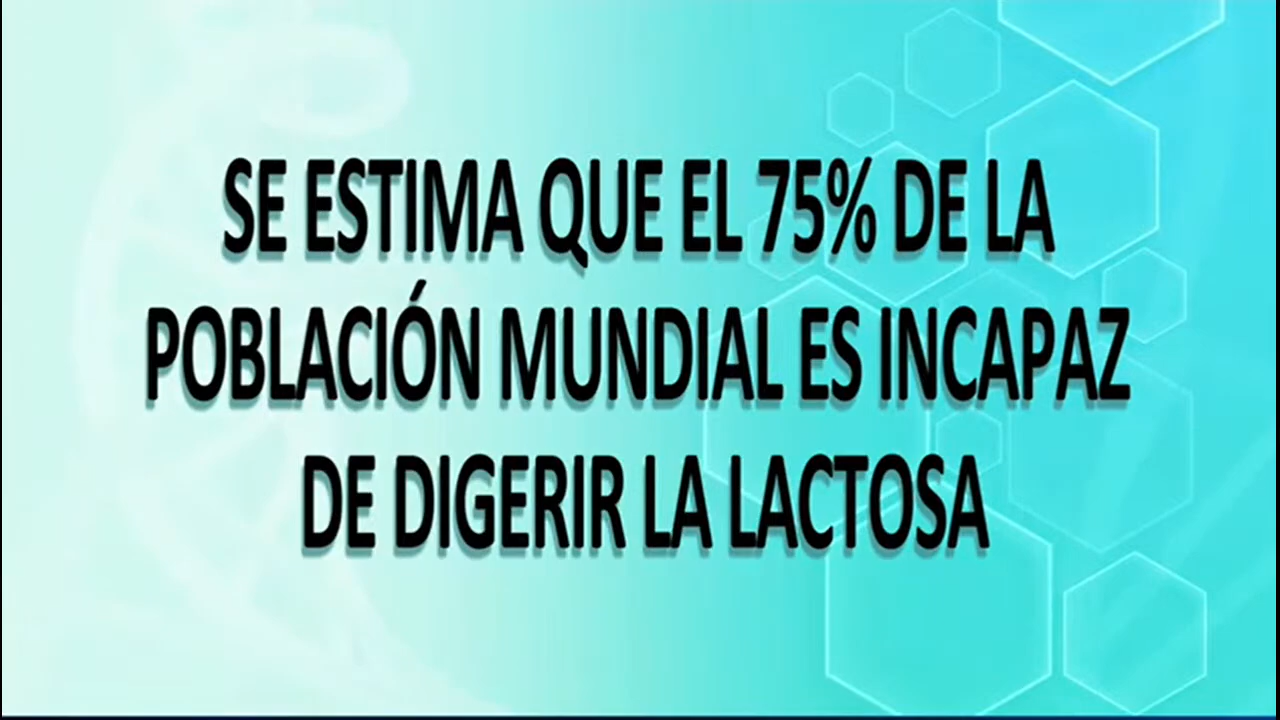 SE ESTIMA QUE EL 75% DE LA
POBLACIÓN MUNDIAL ES INCAPAZ
DE DIGERIR LA LACTOSA